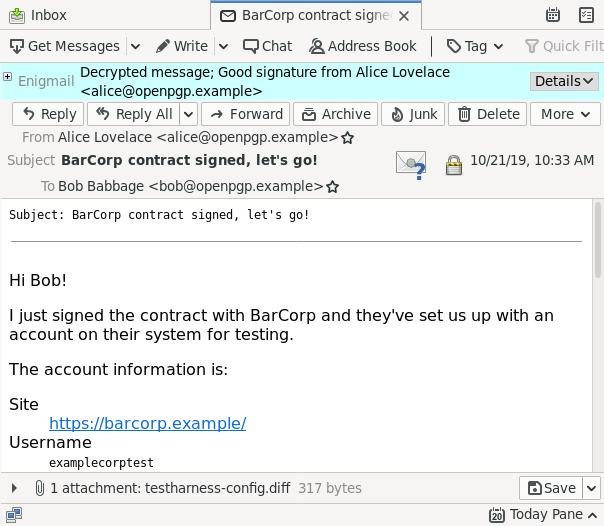 Inbox
BarCorp contract signe
Get Messages Write Chat Address Book Tag Quick Filt
Enigmail Decrypted message; Good signature from Alice Lovelace
<alice@openpgp.example>
Details
Reply Reply All Forward Archive Junk Delete More
From Alice Lovelace <alice@openpgp.example>
Subject BarCorp contract signed, let's go! 10/21/19, 10:33 AM
To Bob Babbage <bob@openpgp.example>
Subject: BarCorp contract signed, let's go!
Hi Bob!
I just signed the contract with BarCorp and they've set us up with an
account on their system for testing.
The account information is:
Site
https://barcorp.example/
Username
examplecorptest
1 attachment: testharness-config.diff 317 bytes Save
20 Today Pane